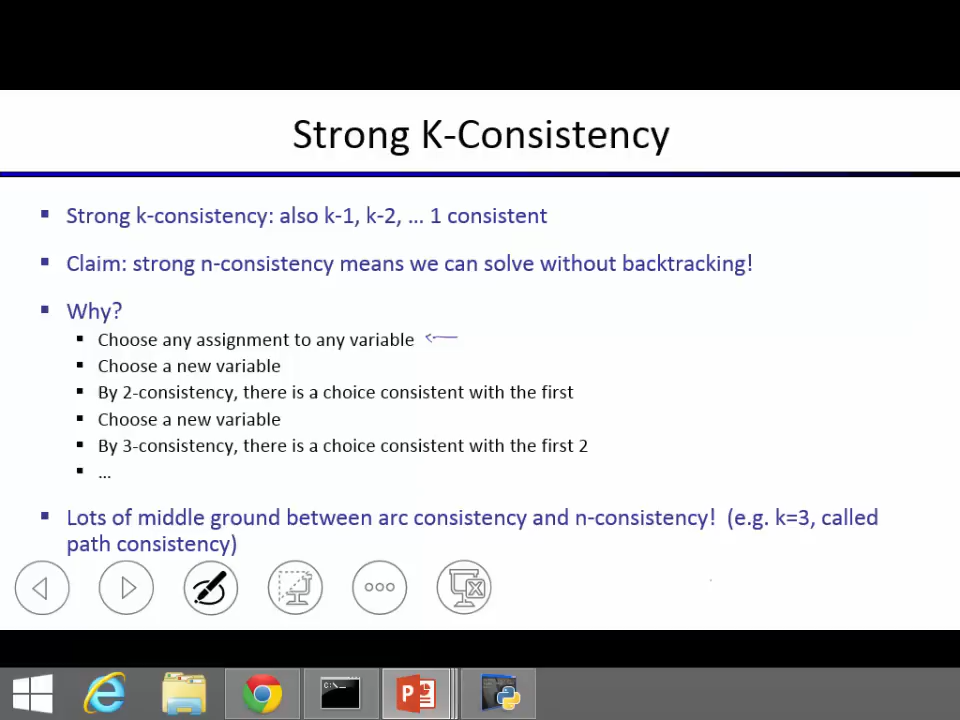 Strong K-Consistency
▪ Strong k-consistency: also k-1, k-2, … 1 consistent
▪ Claim: strong n-consistency means we can solve without backtracking!
▪ Why?
▪ Choose any assignment to any variable
▪ Choose a new variable
▪ By 2-consistency, there is a choice consistent with the first
▪ Choose a new variable
▪ By 3-consistency, there is a choice consistent with the first 2
▪ …
▪ Lots of middle ground between arc consistency and n-consistency! (e.g. k=3, called
path consistency)